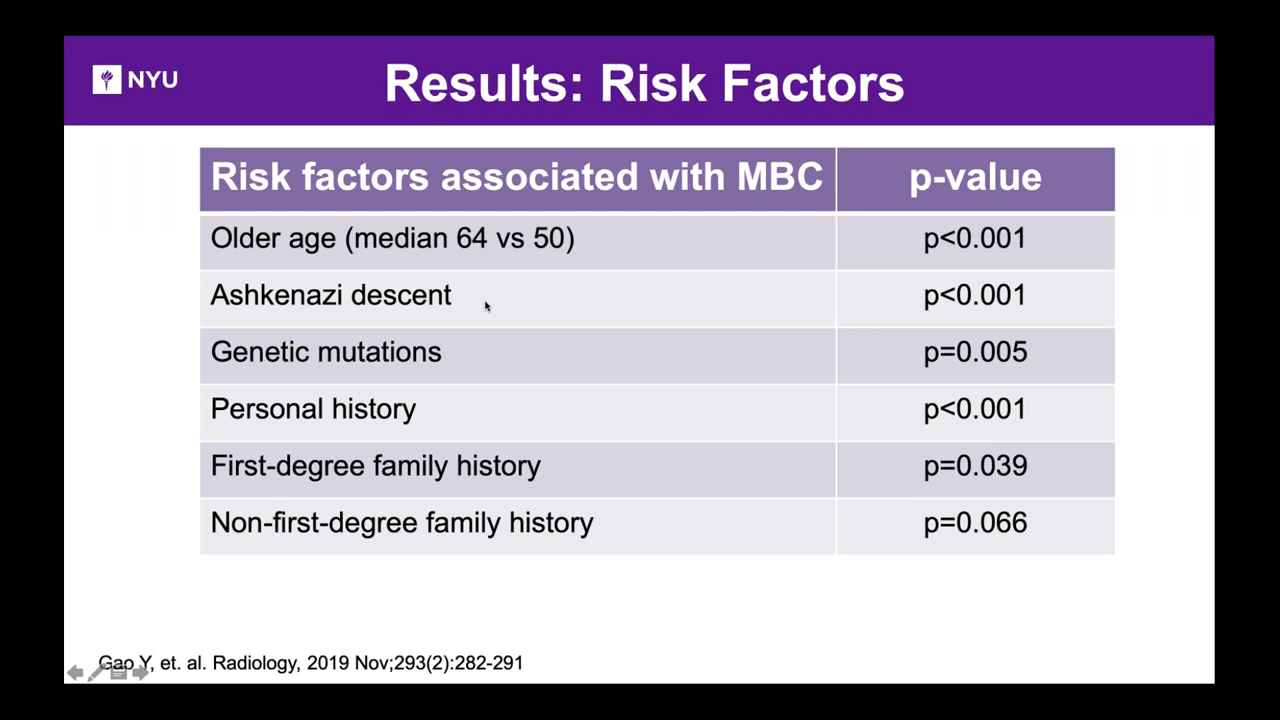 NYU
Results: Risk Factors
Risk factors associated with MBC p-value
Older age (median 64 vs 50) p<0.001
Ashkenazi descent p<0.001
Genetic mutations p=0.005
Personal history p<0.001
First-degree family history p=0.039
Non-first-degree family history p=0.066
Gao Y, et. al. Radiology, 2019 Nov;293(2):282-291